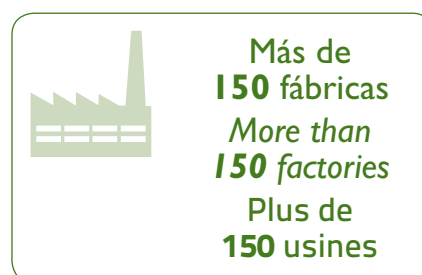 Más de
150 fábricas
More than
150 factories
Plus de
150 usines